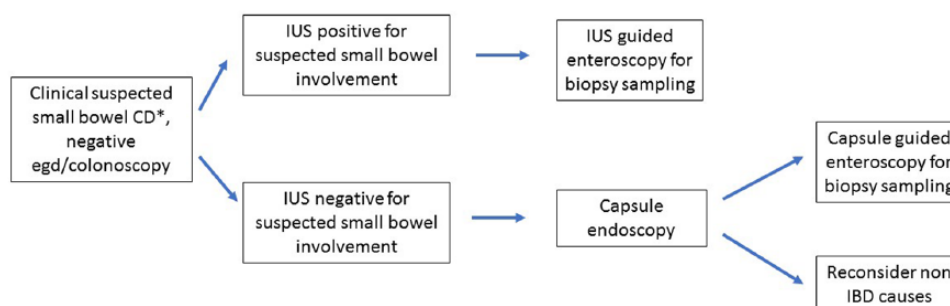 Clinical suspected
small bowel CD*,
negative
egd/colonoscopy
IUS positive for
suspected small bowel
involvement
IUS guided
enteroscopy for
biopsy sampling
IUS negative for
suspected small bowel
involvement
Capsule
endoscopy
Capsule guided
enteroscopy for
biopsy sampling
Reconsider non
IBD causes